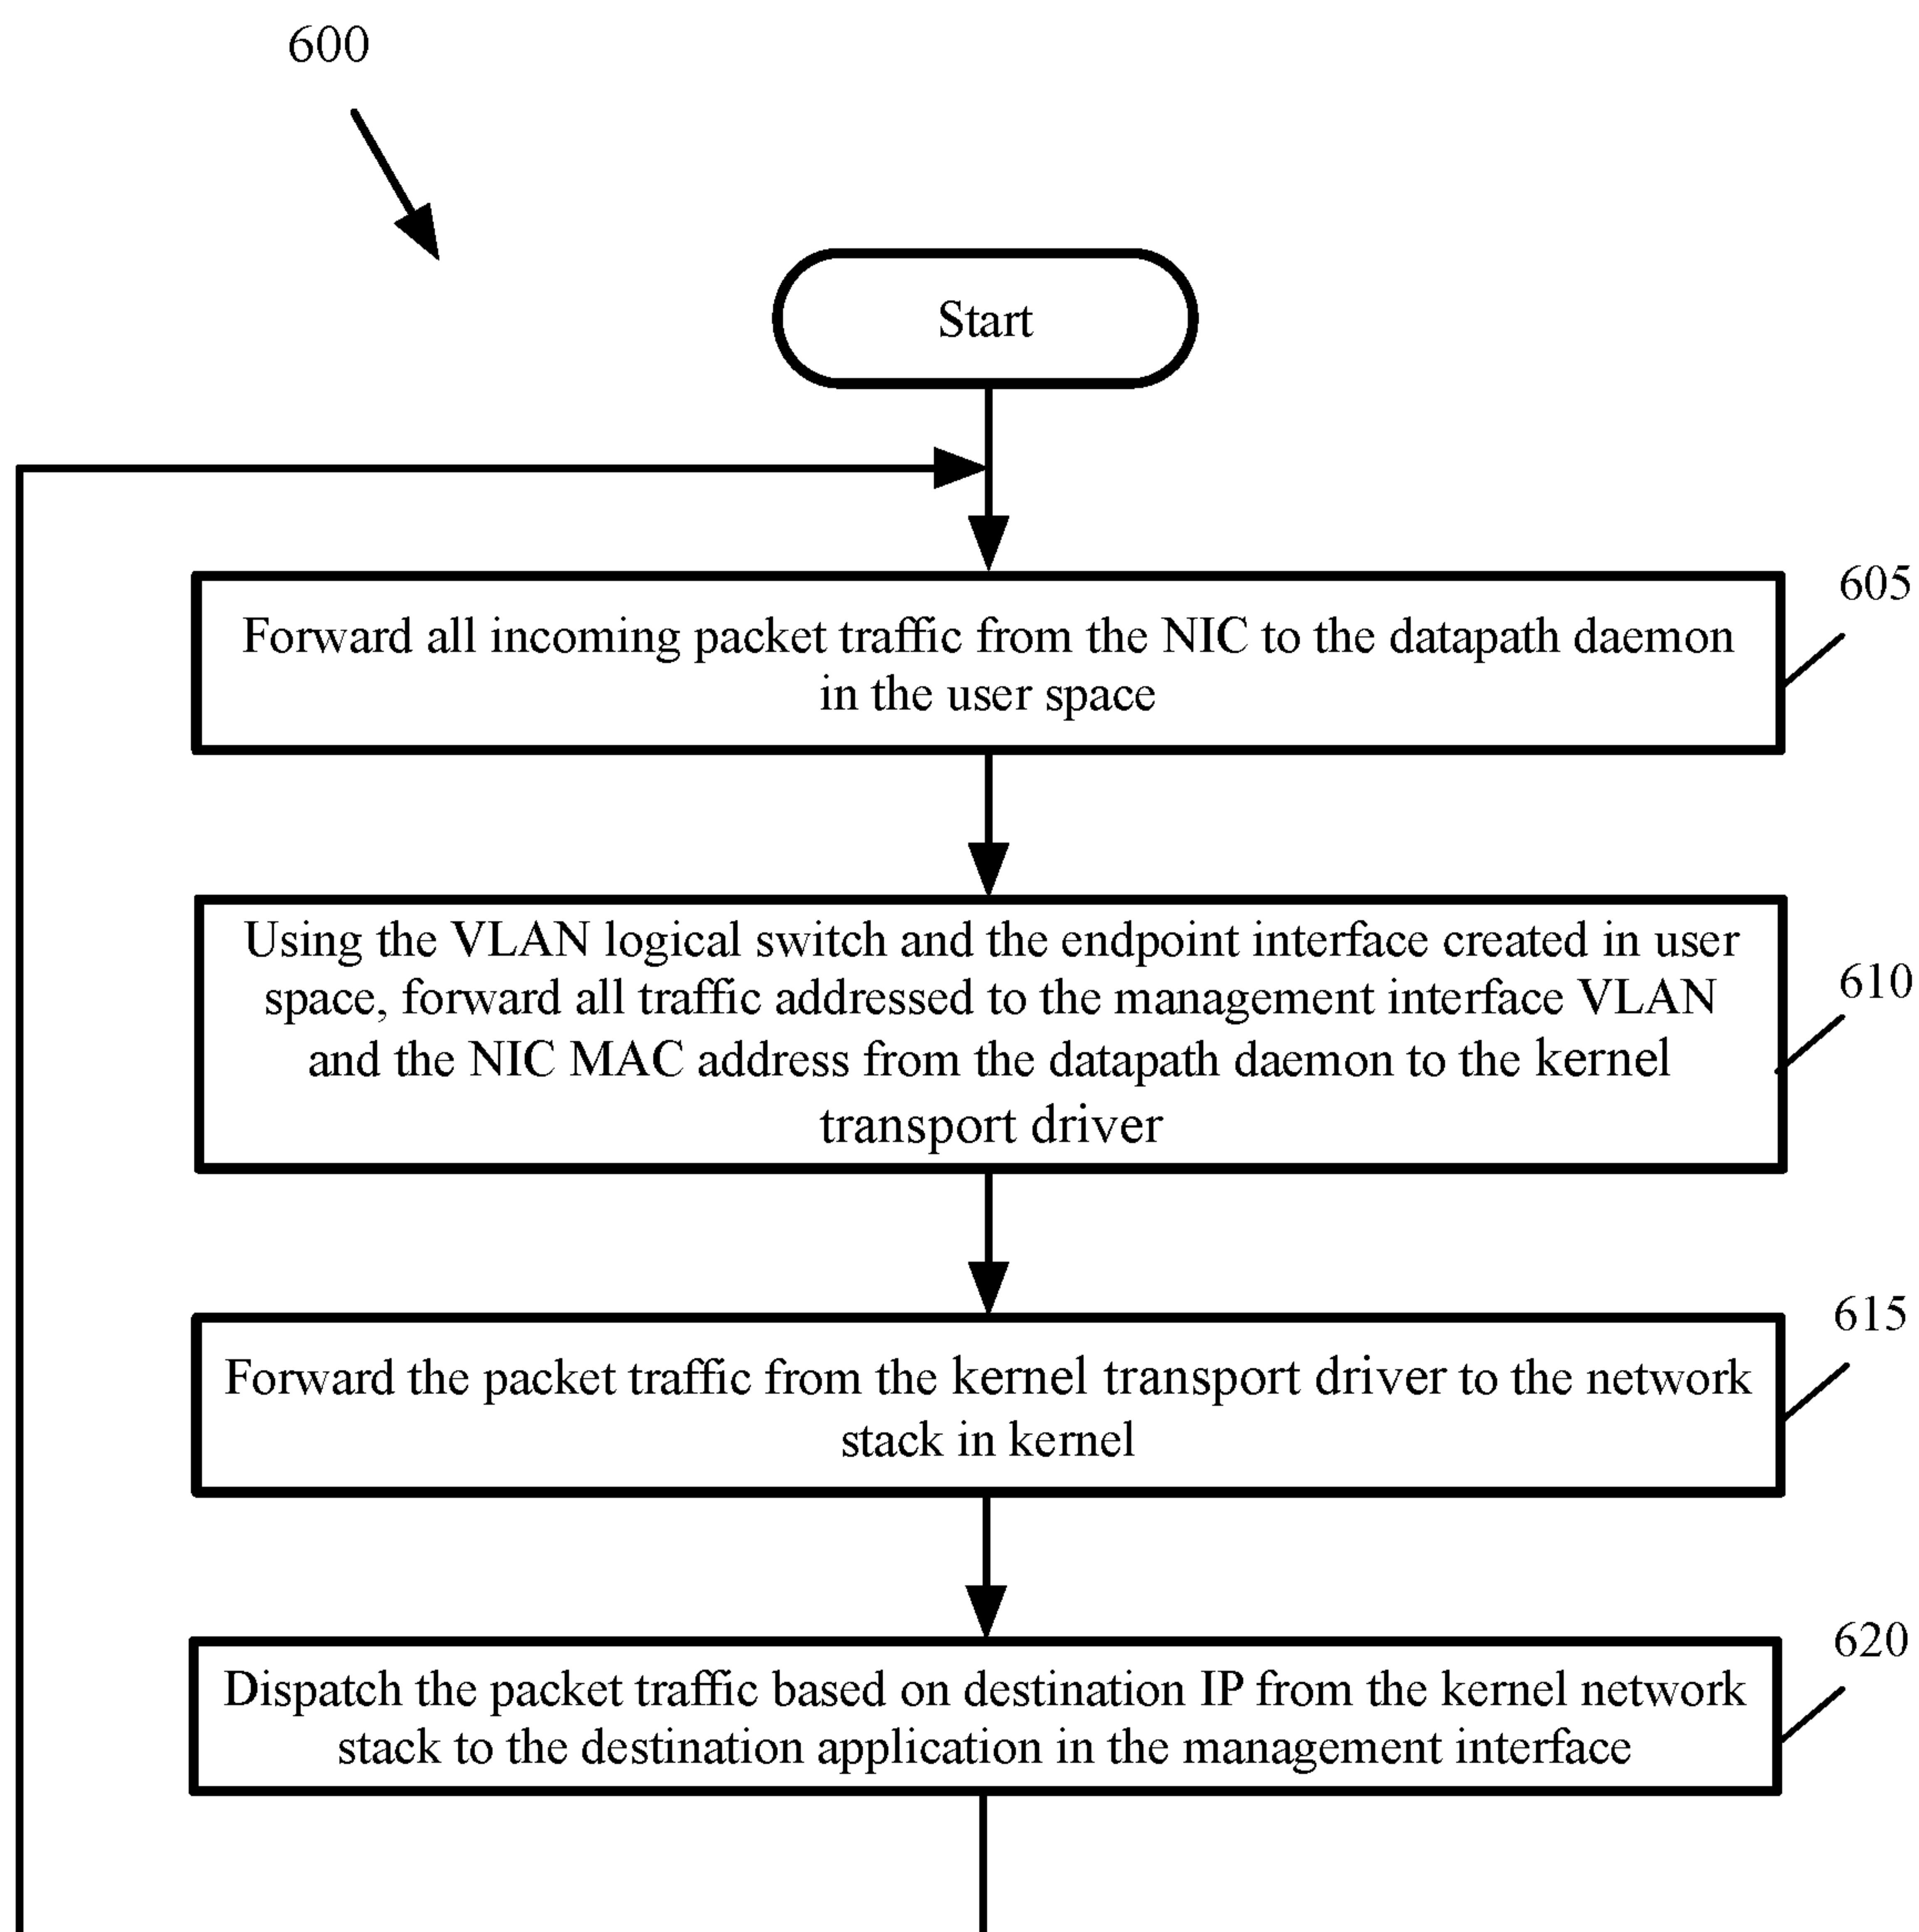 600
Start
605
Forward all incoming packet traffic from the NIC to the datapath daemon
in the user space
Using the VLAN logical switch and the endpoint interface created in user
space, forward all traffic addressed to the management interface VLAN
and the NIC MAC address from the datapath daemon to the kernel
transport driver
610
615
Forward the packet traffic from the kernel transport driver to the network
stack in kernel
620
Dispatch the packet traffic based on destination IP from the kernel network
stack to the destination application in the management interface